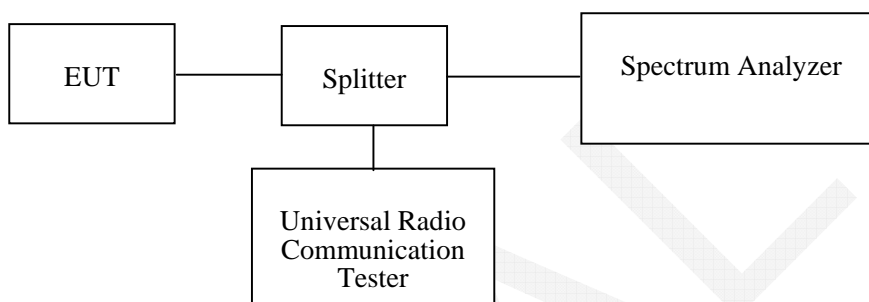 EUT
Splitter
Spectrum Analyzer
Universal Radio
Communication
Tester